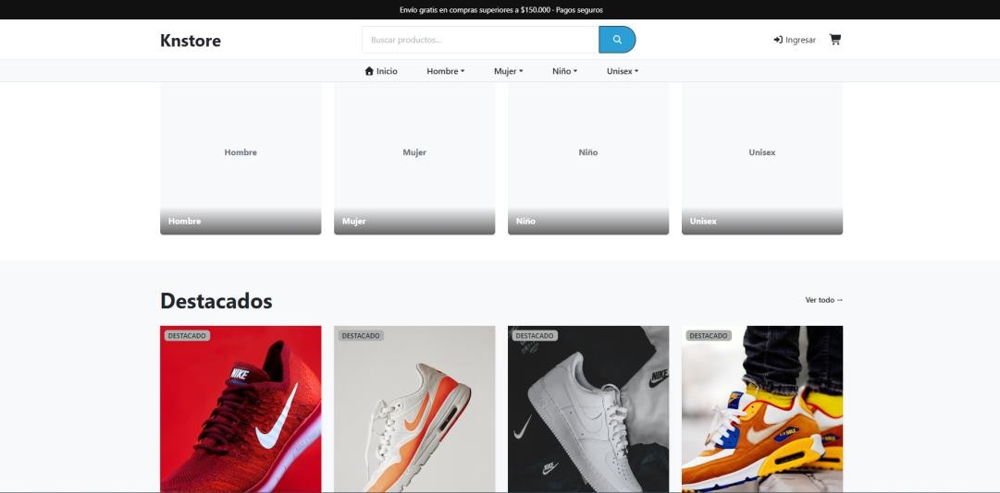 Envío gratis en compras superiores a $150.000 · Pagos seguros
Knstore
Buscar productos...
Ingresar
Inicio Hombre Mujer Niño Unisex
Hombre Mujer Niño Unisex
Hombre Mujer Niño Unisex
Destacados
Ver todo →
DESTACADO DESTACADO DESTACADO DESTACADO
NIKE
NIKE
NIKE